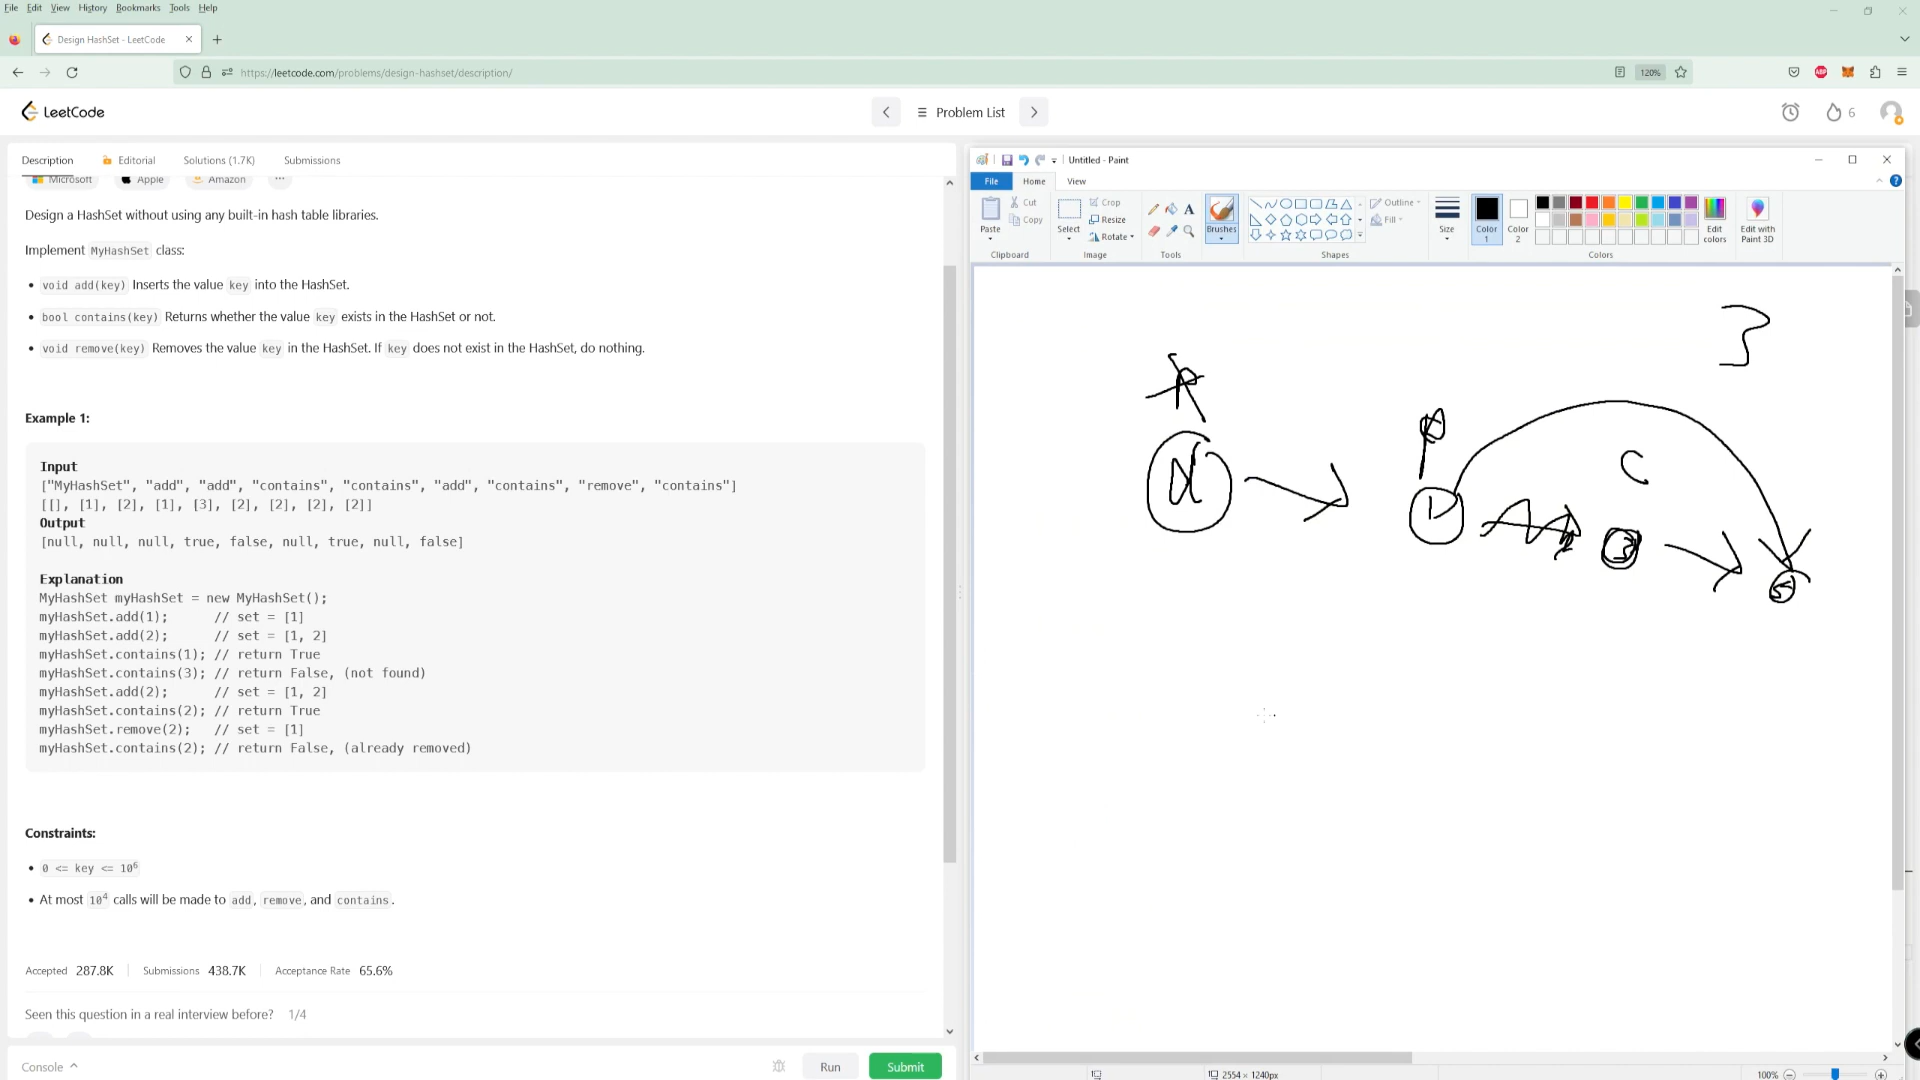 File Edit View History Bookmarks Tools Help
Design HashSet - LeetCode
https://leetcode.com/problems/design-hashset/description/
120%
ABP
LeetCode
Problem List
6
Description Editorial Solutions (1.7K) Submissions
Microsoft Apple Amazon
Design a HashSet without using any built-in hash table libraries.
Implement MyHashSet class:
• void add(key) Inserts the value key into the HashSet.
• bool contains(key) Returns whether the value key exists in the HashSet or not.
• void remove(key) Removes the value key in the HashSet. If key does not exist in the HashSet, do nothing.
Example 1:
Input
["MyHashSet", "add", "add", "contains", "contains", "add", "contains", "remove", "contains"]
[[], [1], [2], [1], [3], [2], [2], [2], [2]]
Output
[null, null, null, true, false, null, true, null, false]
Explanation
MyHashSet myHashSet = new MyHashSet();
myHashSet.add(1); // set = [1]
myHashSet.add(2); // set = [1, 2]
myHashSet.contains(1); // return True
myHashSet.contains(3); // return False, (not found)
myHashSet.add(2); // set = [1, 2]
myHashSet.contains(2); // return True
myHashSet.remove(2); // set = [1]
myHashSet.contains(2); // return False, (already removed)
Constraints:
• 0 <= key <= 10⁶
• At most 10⁴ calls will be made to add, remove, and contains.
Accepted 287.8K Submissions 438.7K Acceptance Rate 65.6%
Seen this question in a real interview before? 1/4
Console
Run
Submit
Untitled - Paint
File Home View
Paste
Cut
Copy
Clipboard
Select
Crop
Resize
Rotate
Image
A
Tools
Brushes
Outline
Fill
Shapes
Size
Color 1
Color 2
Edit colors
Colors
Edit with Paint 3D
3
P
C
1
3
5
2554 × 1240px
100%